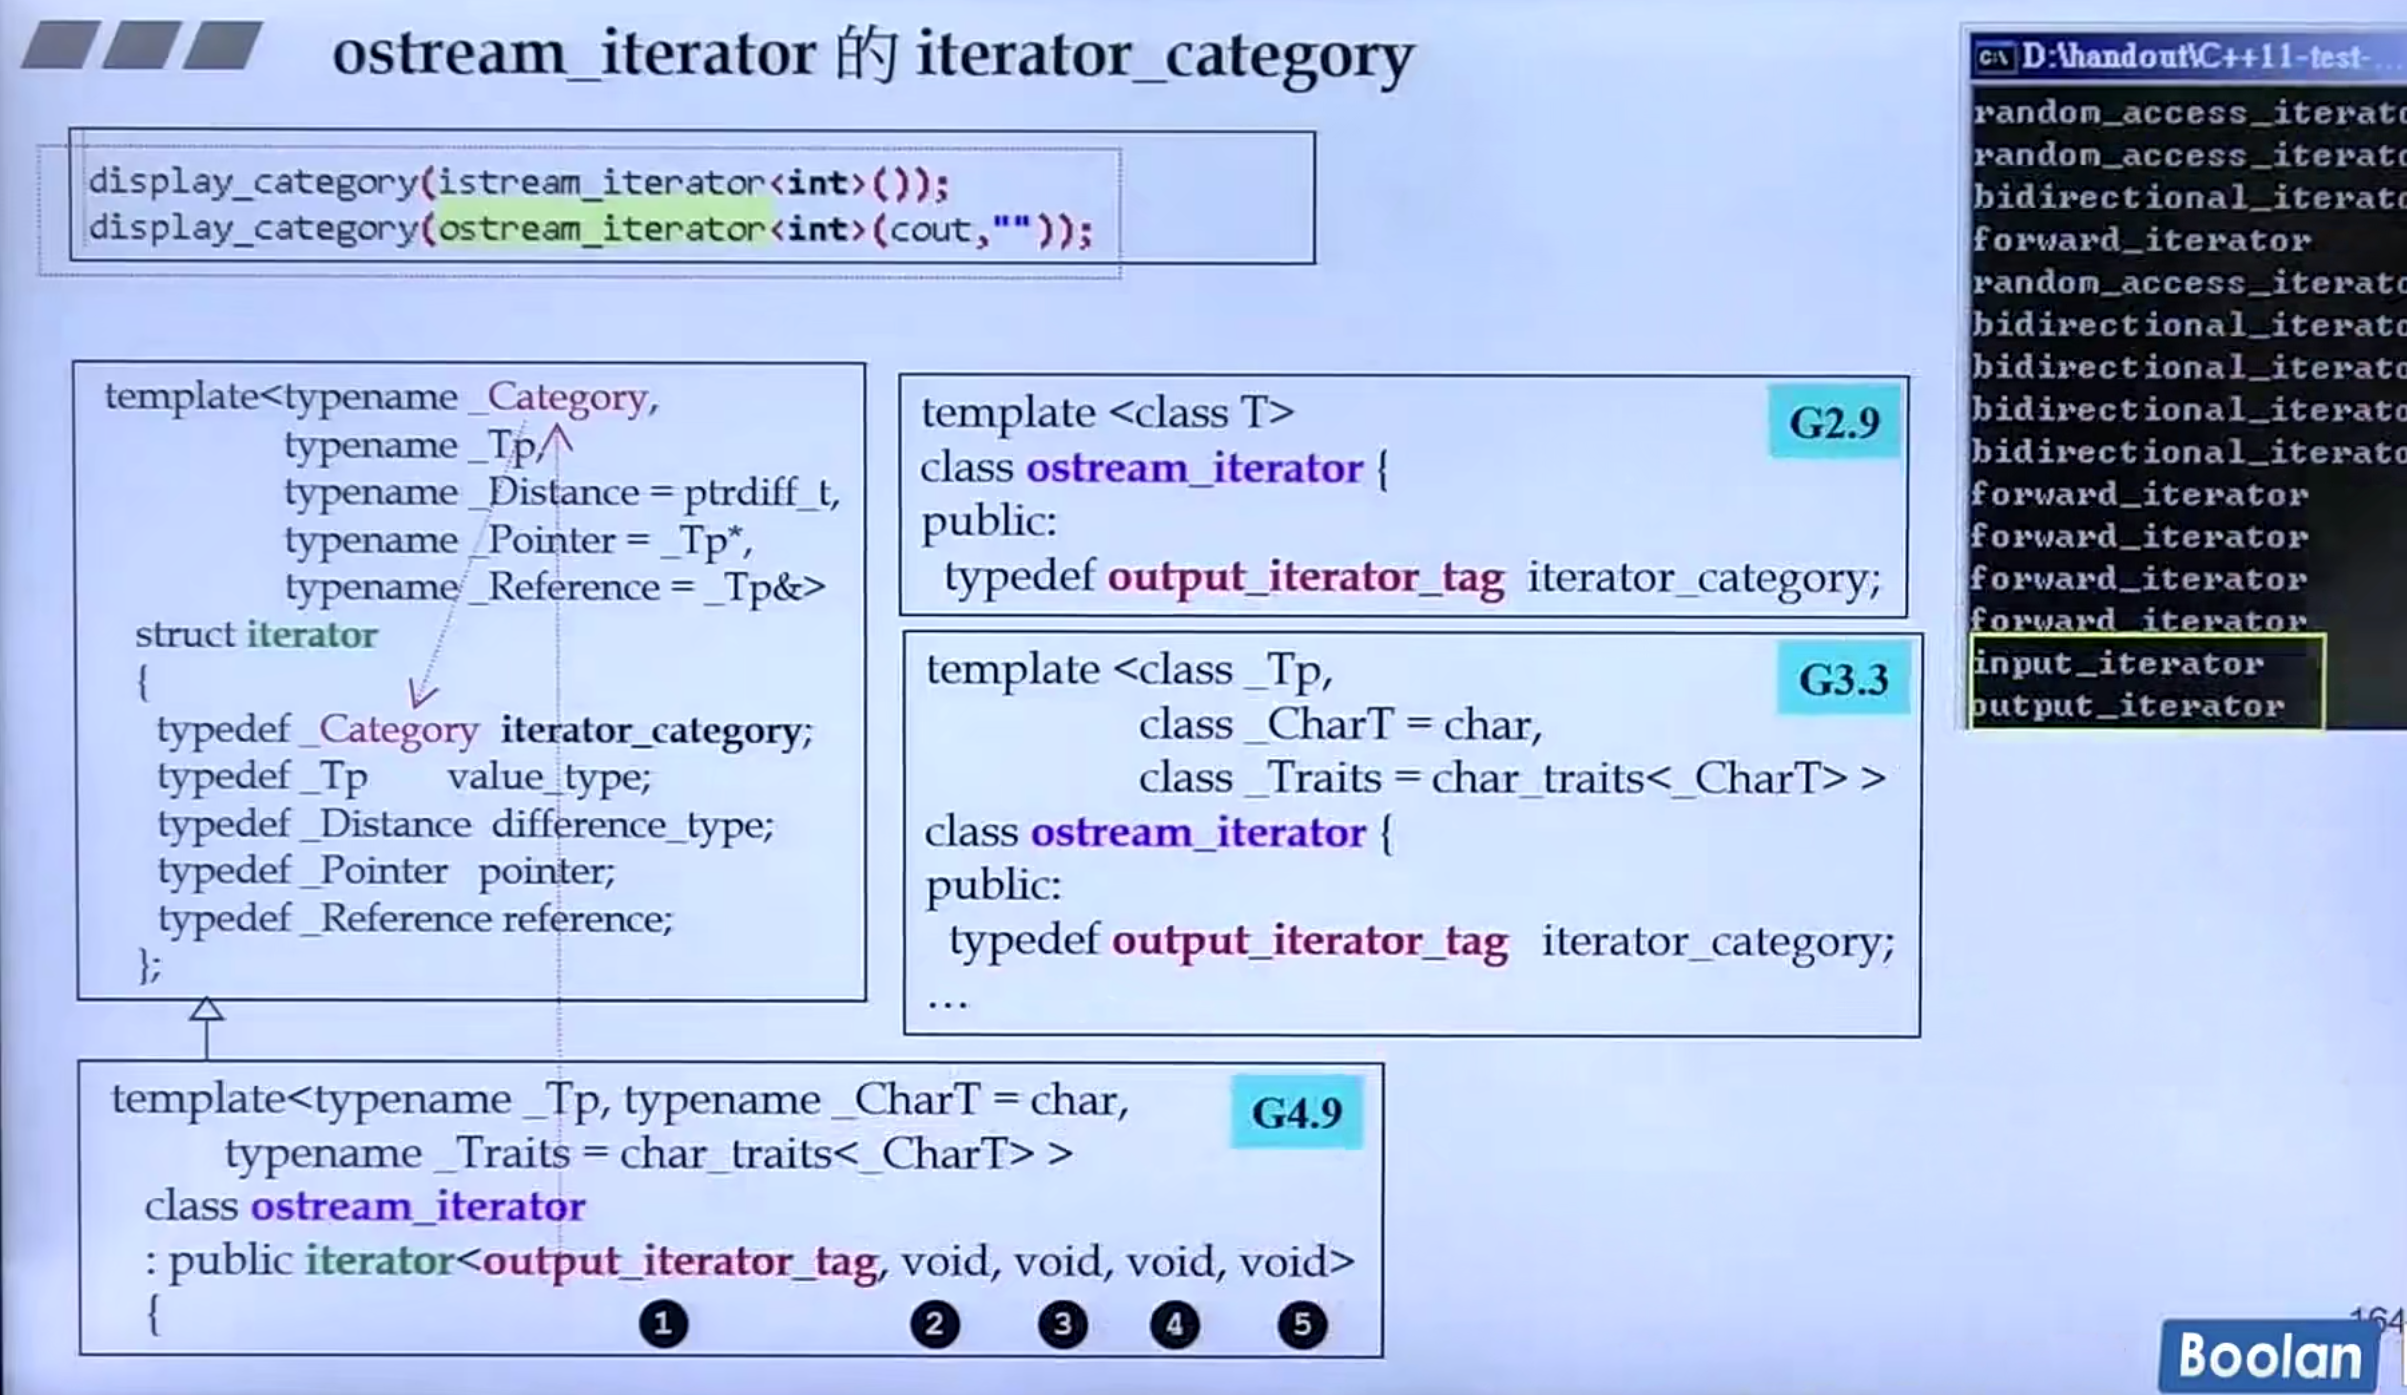 ostream_iterator 的 iterator_category
display_category(istream_iterator<int>());
display_category(ostream_iterator<int>(cout,""));
template<typename _Category,
typename _Tp,
typename _Distance = ptrdiff_t,
typename _Pointer = _Tp*,
typename _Reference = _Tp&>
struct iterator
{
typedef _Category iterator_category;
typedef _Tp value_type;
typedef _Distance difference_type;
typedef _Pointer pointer;
typedef _Reference reference;
};
G2.9
template <class T>
class ostream_iterator {
public:
typedef output_iterator_tag iterator_category;
G3.3
template <class _Tp,
class _CharT = char,
class _Traits = char_traits<_CharT> >
class ostream_iterator {
public:
typedef output_iterator_tag iterator_category;
...
G4.9
template<typename _Tp, typename _CharT = char,
typename _Traits = char_traits<_CharT> >
class ostream_iterator
: public iterator<output_iterator_tag, void, void, void, void>
{
1 2 3 4 5
D:\handout\C++11-test-...
random_access_iterato
random_access_iterato
bidirectional_iterato
forward_iterator
random_access_iterato
bidirectional_iterato
bidirectional_iterato
bidirectional_iterato
bidirectional_iterato
forward_iterator
forward_iterator
forward_iterator
forward_iterator
input_iterator
output_iterator
164
Boolan